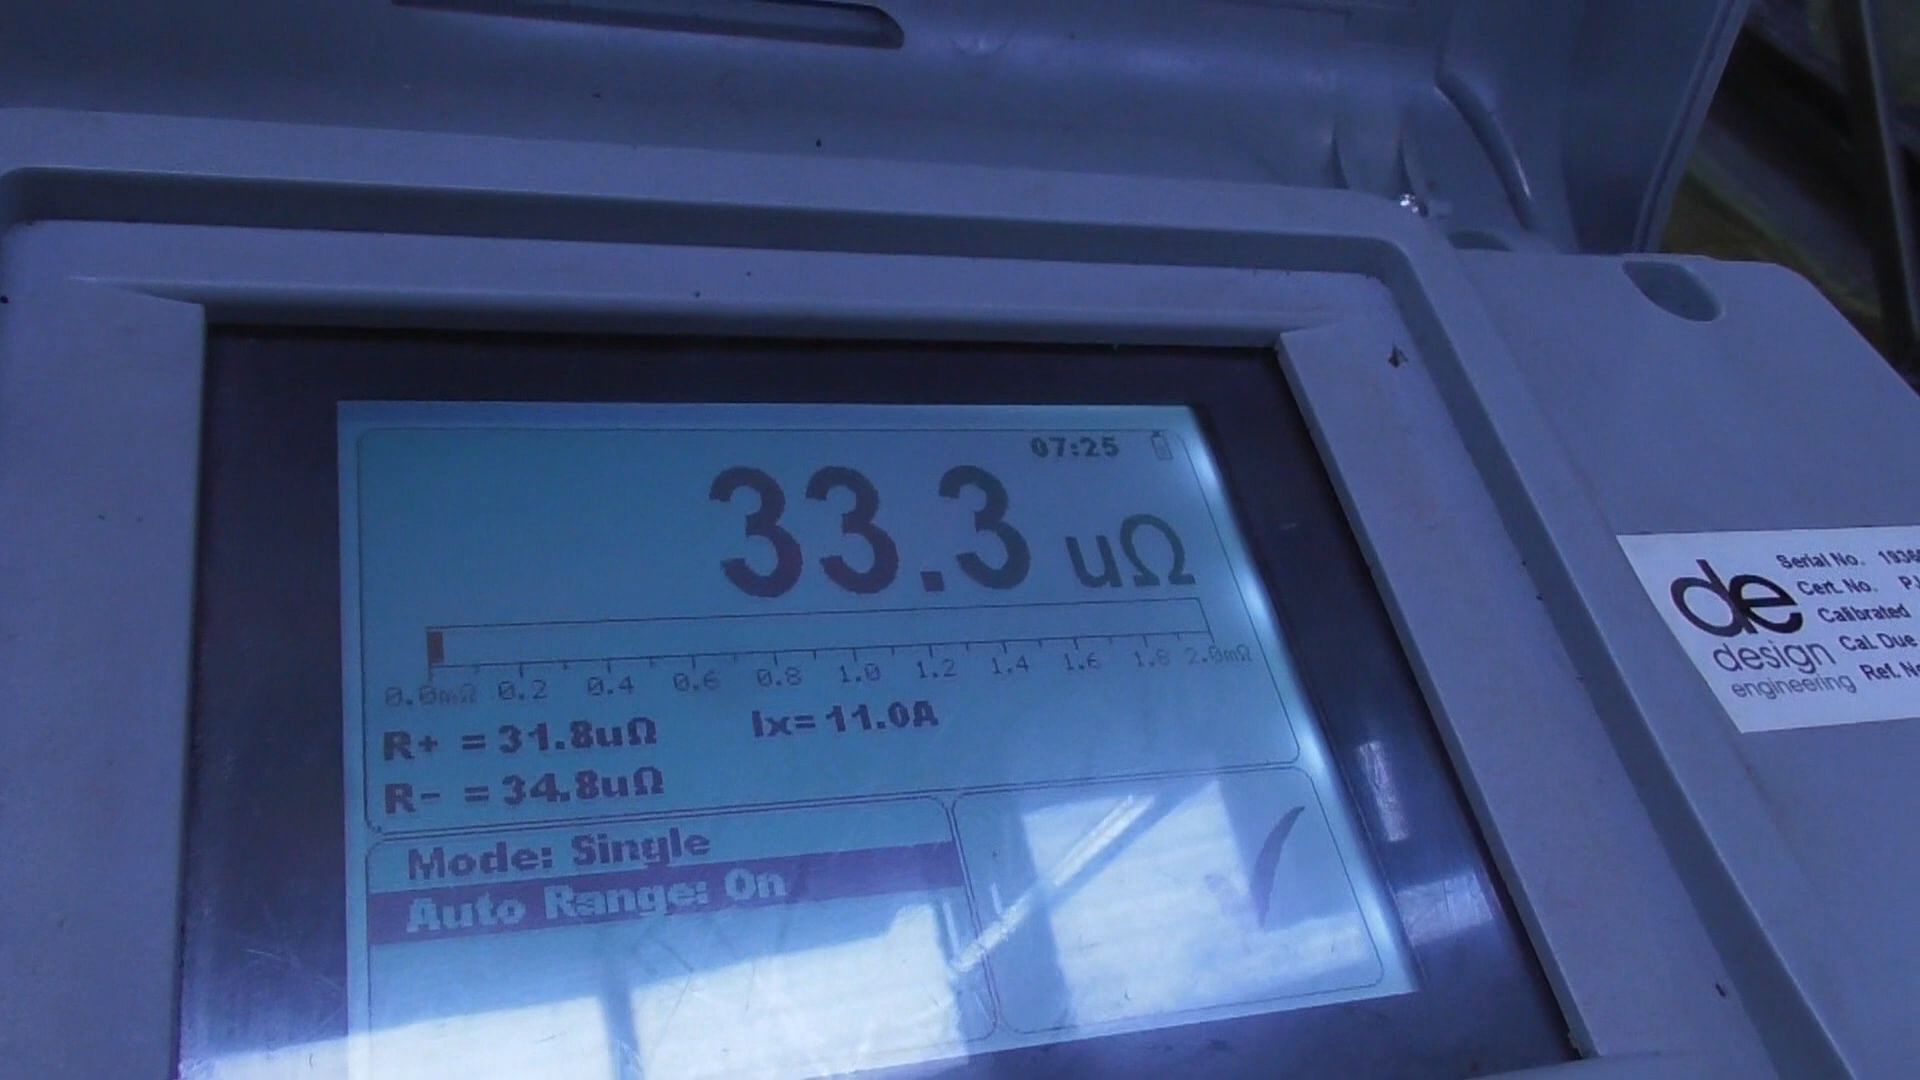 07:25
33.3 uΩ
0.0mΩ 0.2 0.4 0.6 0.8 1.0 1.2 1.4 1.6 1.8 2.0mΩ
R+ = 31.8uΩ Ix= 11.0A
R- = 34.8uΩ
Mode: Single
Auto Range: On
de
design
engineering
Serial No.
Cert. No.
Calibrated
Cal. Due
Ref.